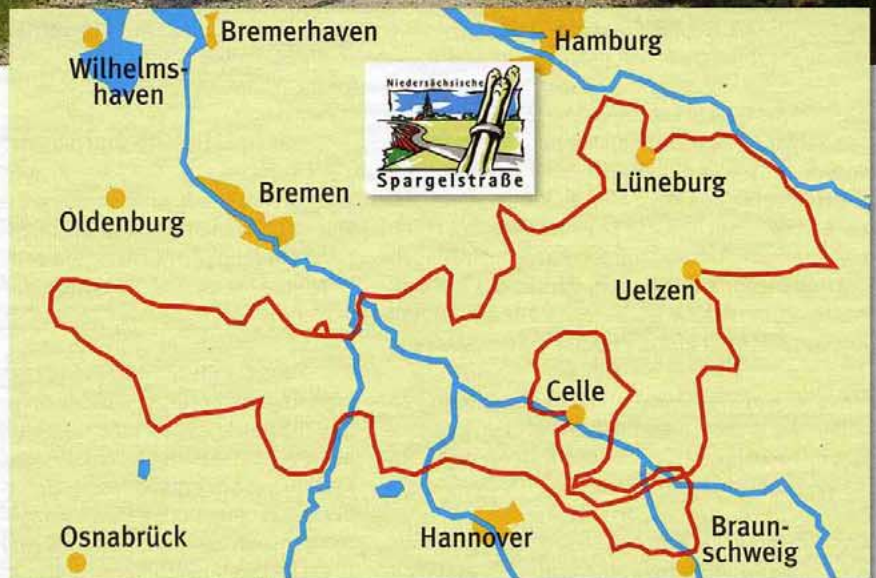 Bremerhaven
Hamburg
Wilhelms-
haven
Niedersächsische
Spargelstraße
Lüneburg
Bremen
Oldenburg
Uelzen
Celle
Osnabrück
Hannover
Braun-
schweig